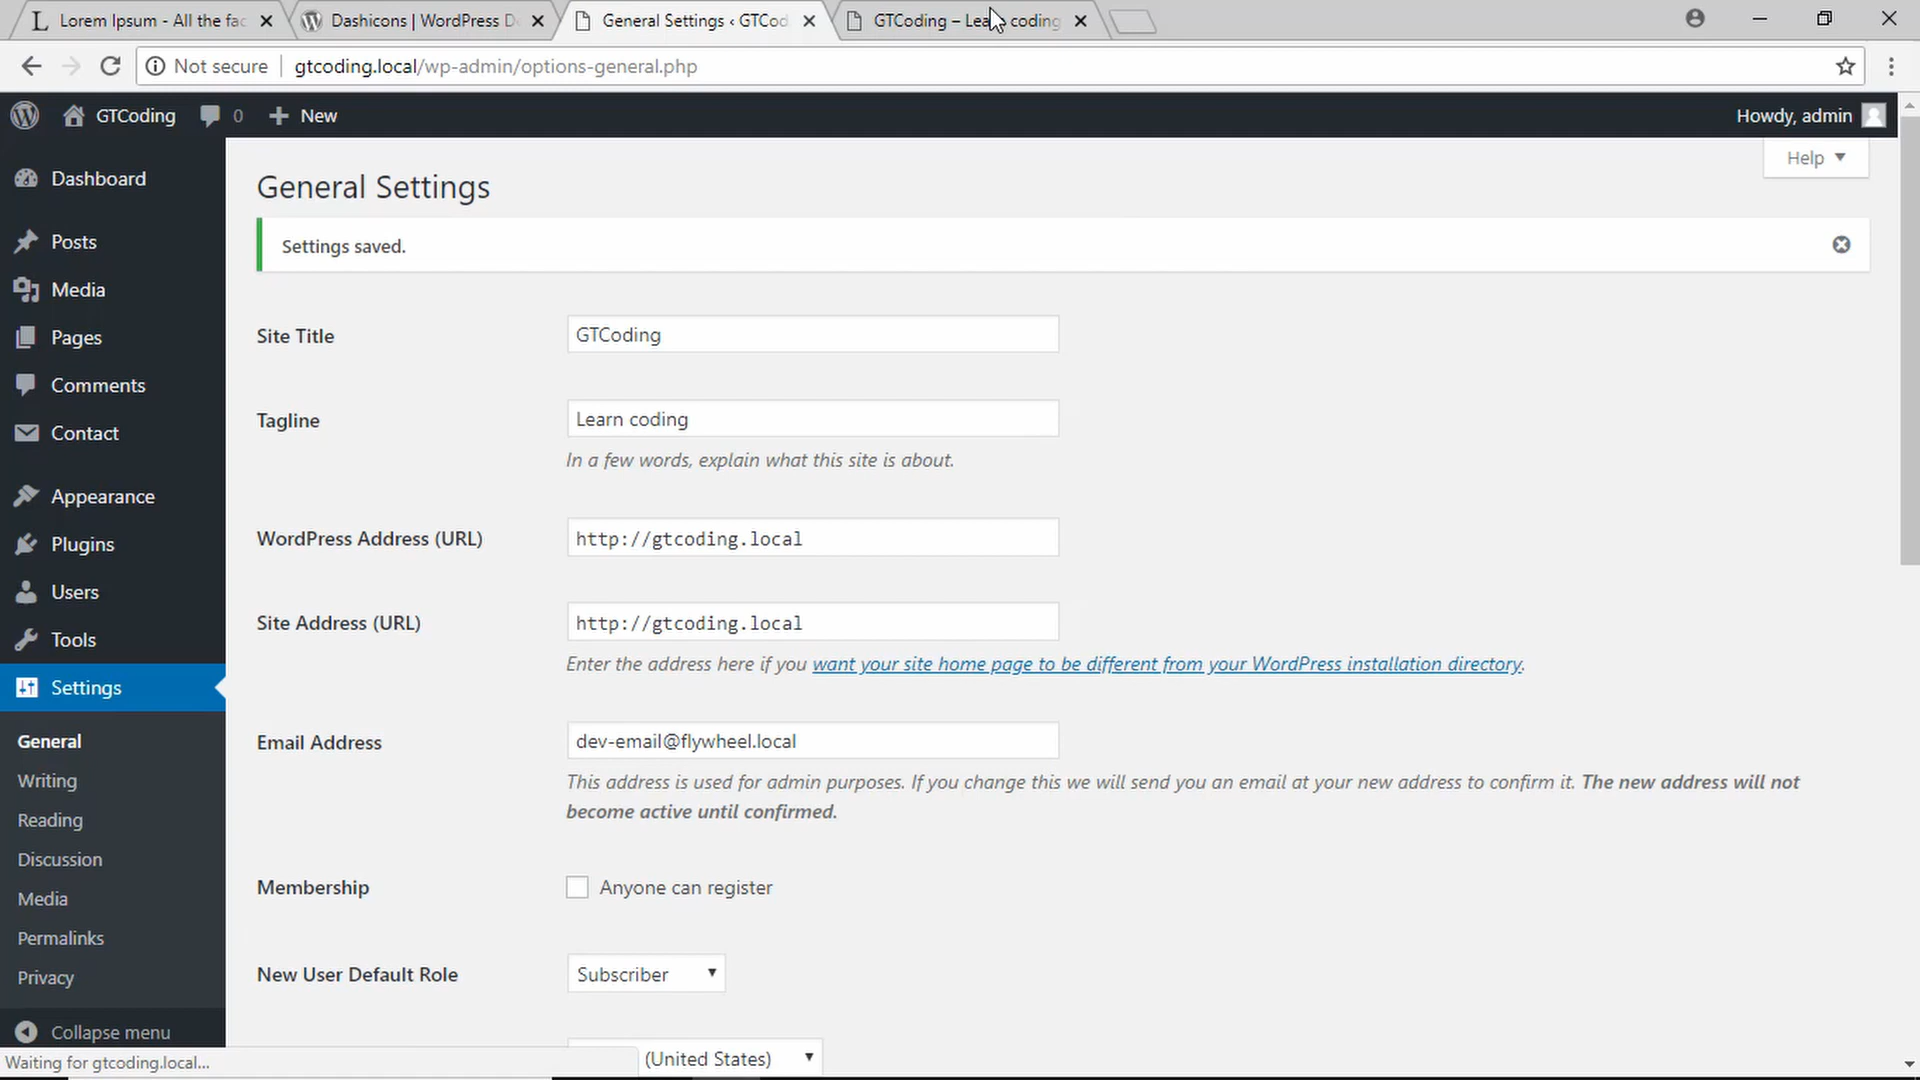 Lorem Ipsum - All the fac
Dashicons | WordPress D
General Settings ‹ GTCod
GTCoding – Learn coding
Not secure
gtcoding.local/wp-admin/options-general.php
GTCoding
0
New
Howdy, admin
Help
Dashboard
Posts
Media
Pages
Comments
Contact
Appearance
Plugins
Users
Tools
Settings
General
Writing
Reading
Discussion
Media
Permalinks
Privacy
Collapse menu
General Settings
Settings saved.
Site Title
GTCoding
Tagline
Learn coding
In a few words, explain what this site is about.
WordPress Address (URL)
http://gtcoding.local
Site Address (URL)
http://gtcoding.local
Enter the address here if you want your site home page to be different from your WordPress installation directory.
Email Address
dev-email@flywheel.local
This address is used for admin purposes. If you change this we will send you an email at your new address to confirm it. The new address will not
become active until confirmed.
Membership
Anyone can register
New User Default Role
Subscriber
(United States)
Waiting for gtcoding.local...